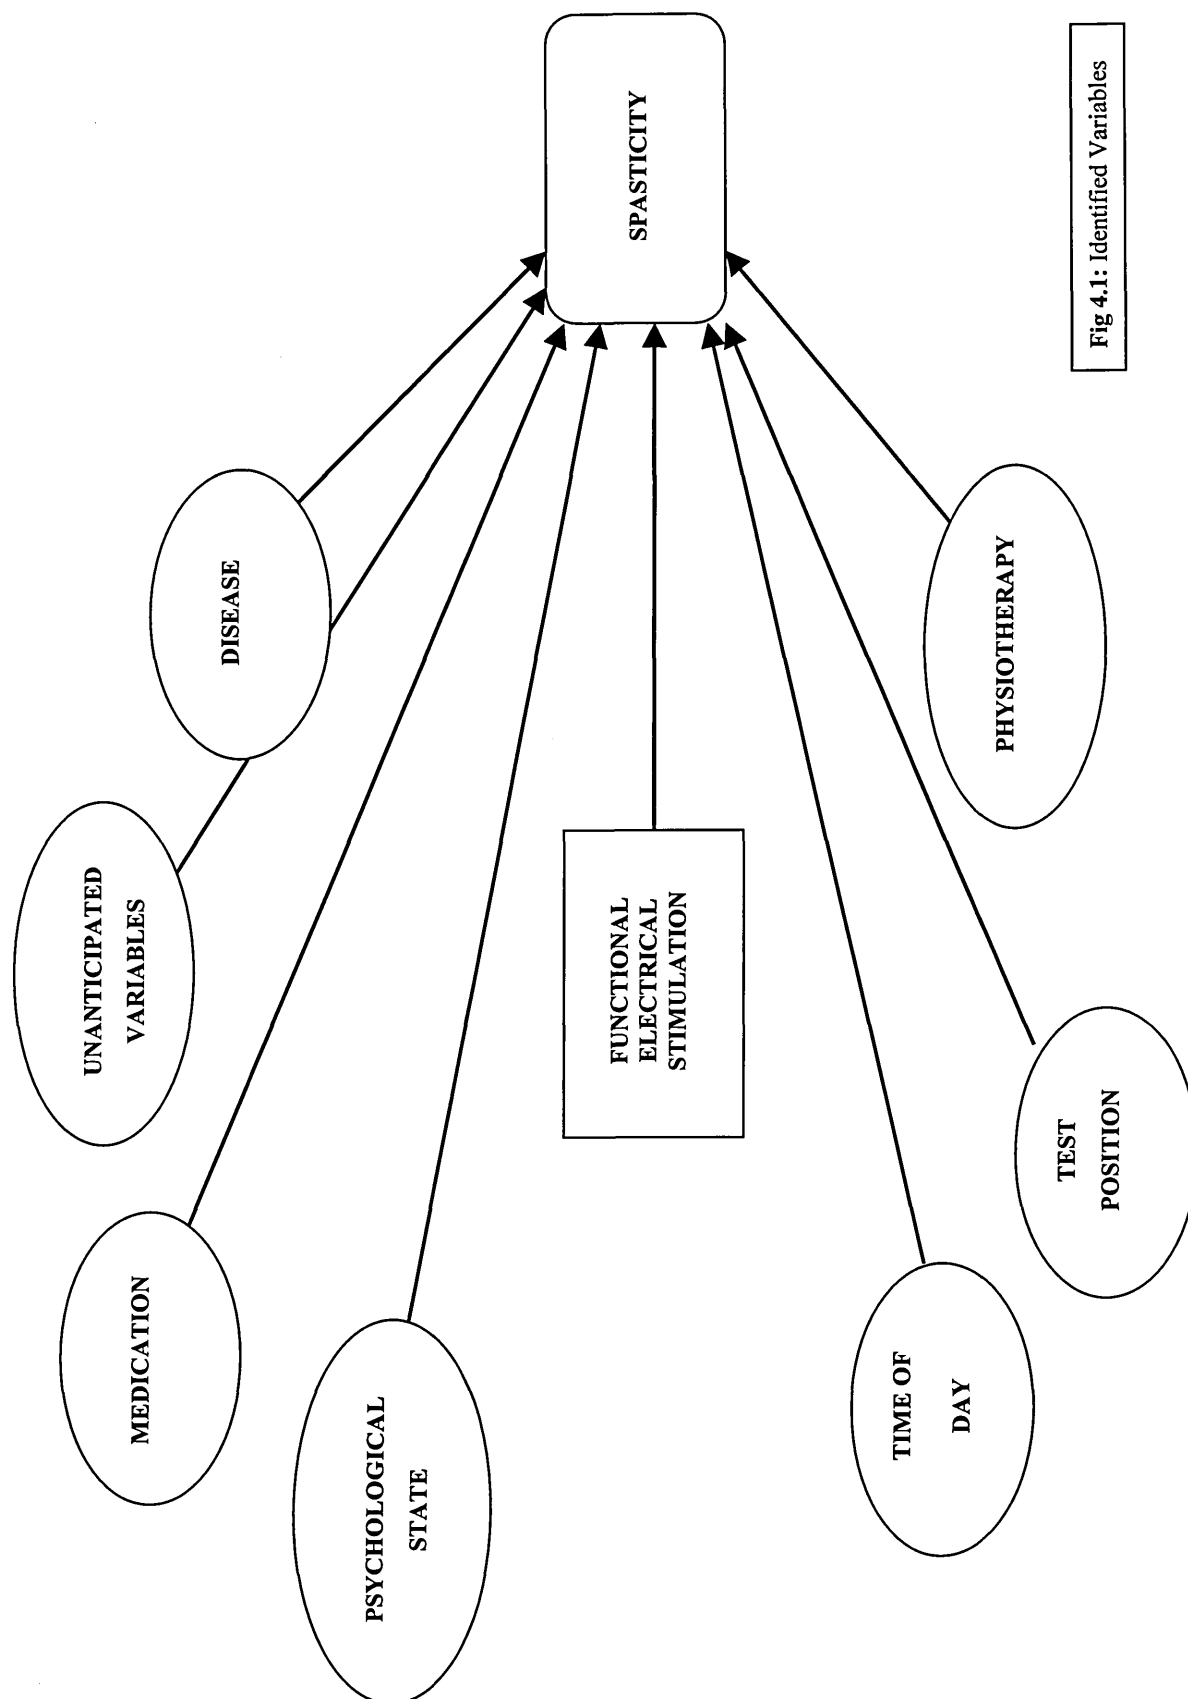 UNANTICIPATED
VARIABLES
MEDICATION
DISEASE
PSYCHOLOGICAL
STATE
FUNCTIONAL
ELECTRICAL
STIMULATION
SPASTICITY
TIME OF
DAY
PHYSIOTHERAPY
TEST
POSITION
Fig 4.1: Identified Variables